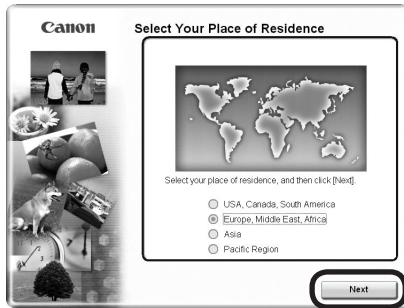 Canon
Select Your Place of Residence
Select your place of residence, and then click [Next].
USA, Canada, South America
Europe, Middle East, Africa
Asia
Pacific Region
Next